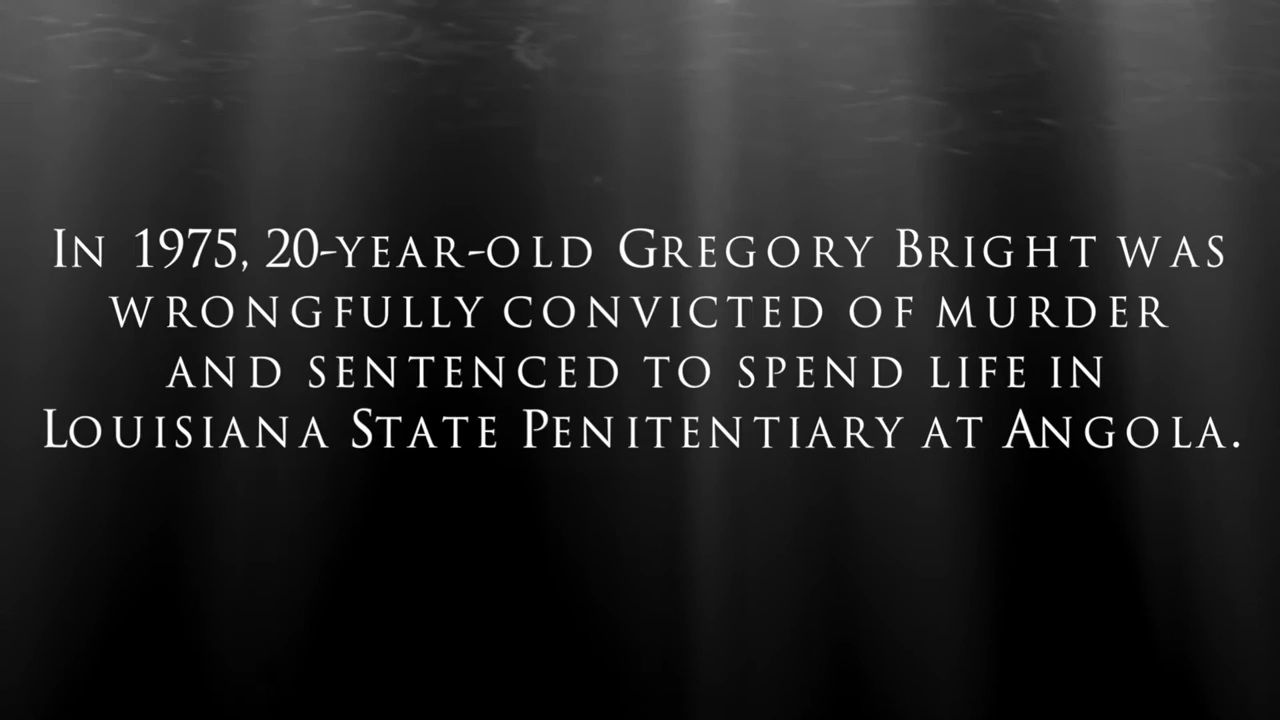 In 1975, 20-year-old Gregory Bright was
wrongfully convicted of murder
and sentenced to spend life in
Louisiana State Penitentiary at Angola.